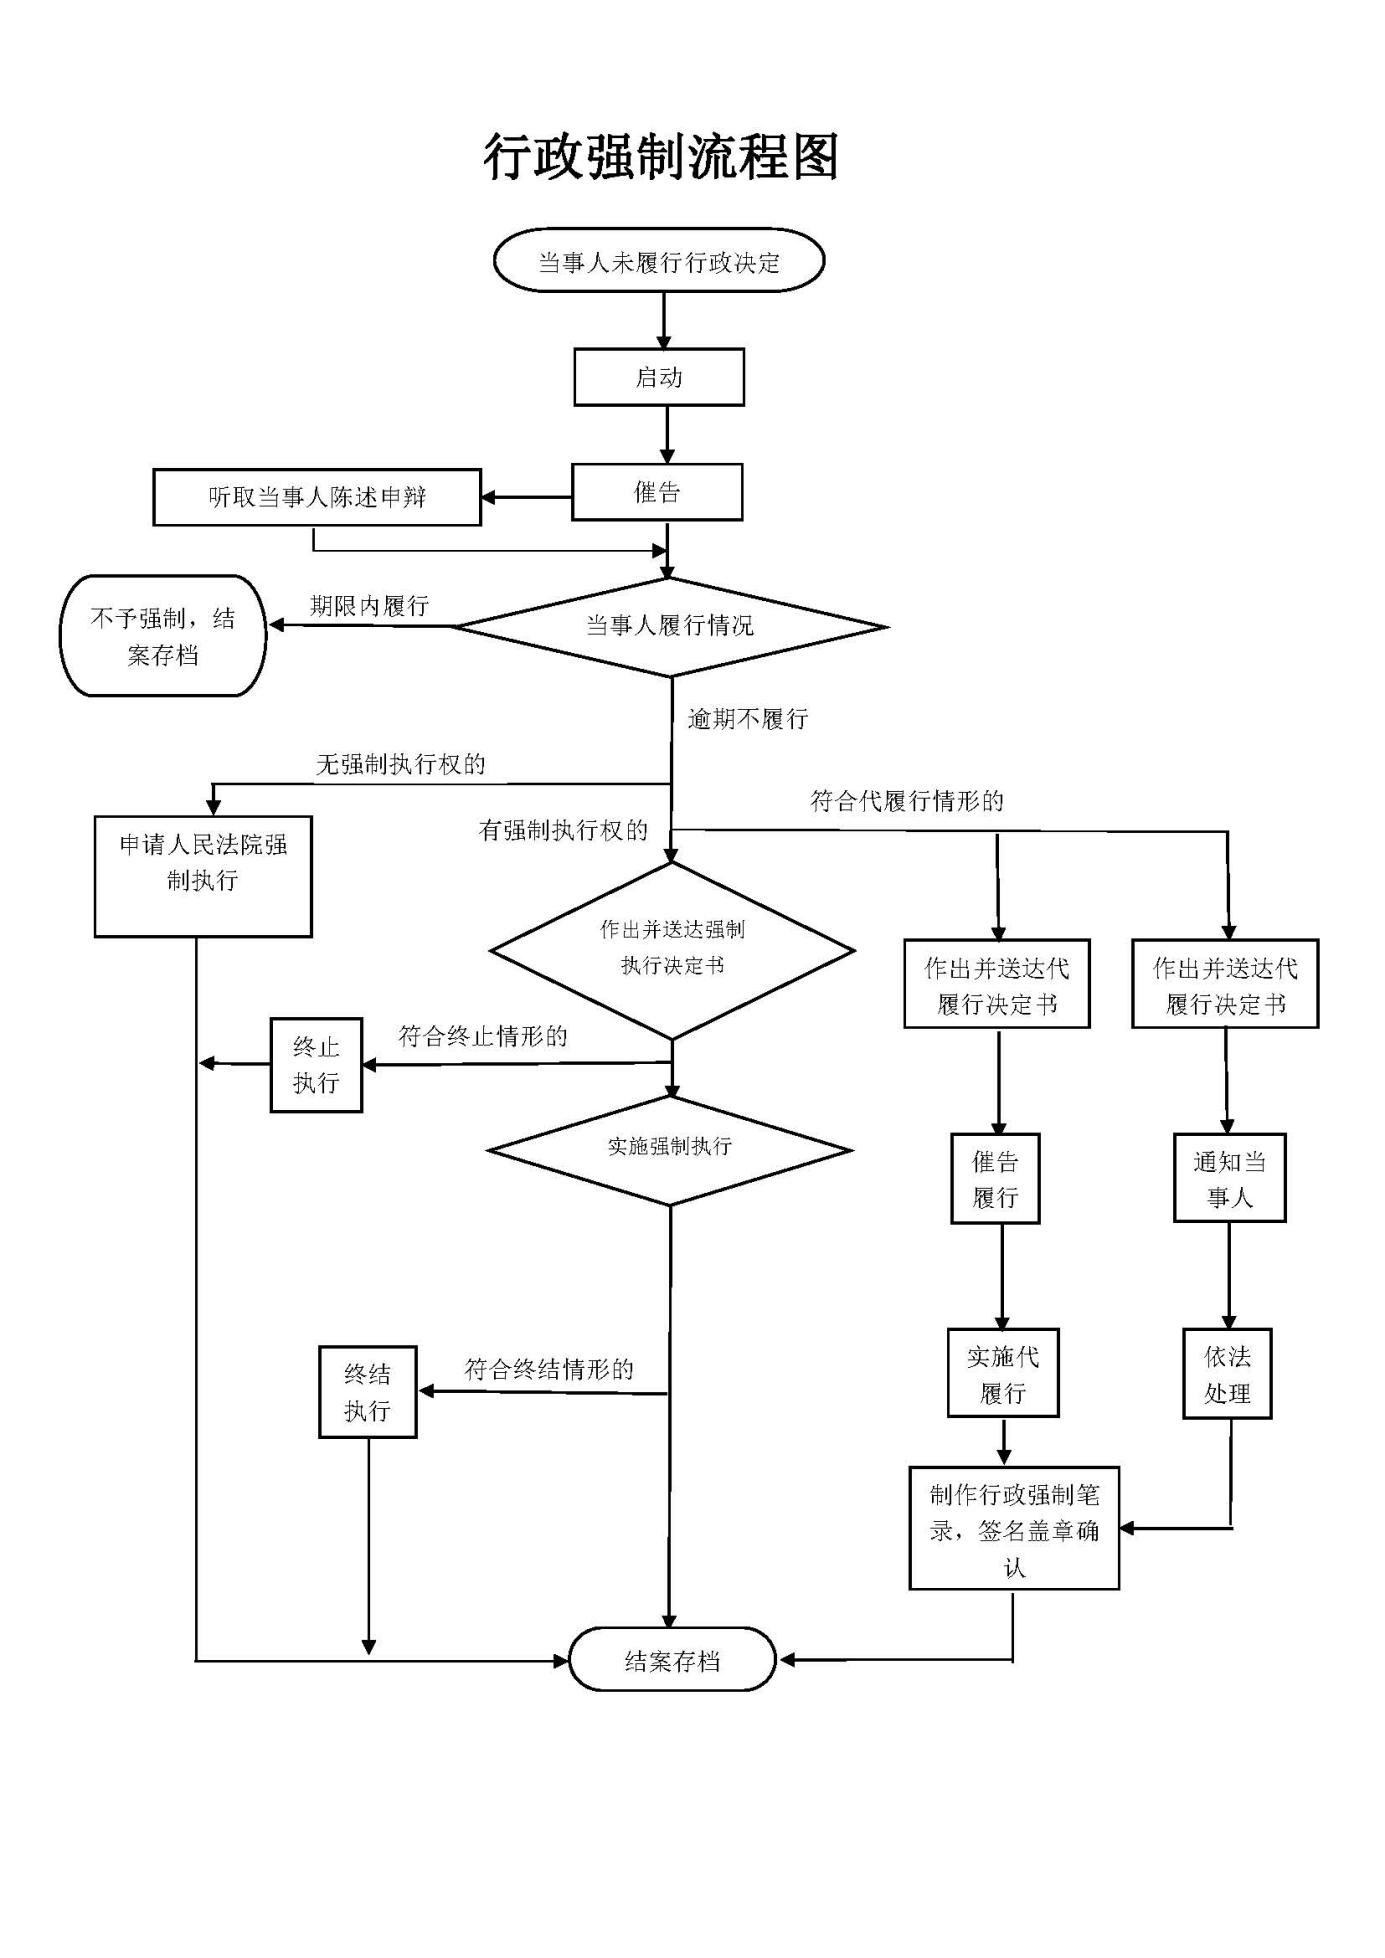 行政强制流程图
当事人未履行行政决定
启动
催告
听取当事人陈述申辩
当事人履行情况
期限内履行
不予强制，结
案存档
逾期不履行
无强制执行权的
符合代履行情形的
有强制执行权的
申请人民法院强
制执行
作出并送达强制
执行决定书
作出并送达代
履行决定书
作出并送达代
履行决定书
符合终止情形的
终止
执行
实施强制执行
催告
履行
通知当
事人
符合终结情形的
终结
执行
实施代
履行
依法
处理
制作行政强制笔
录，签名盖章确
认
结案存档